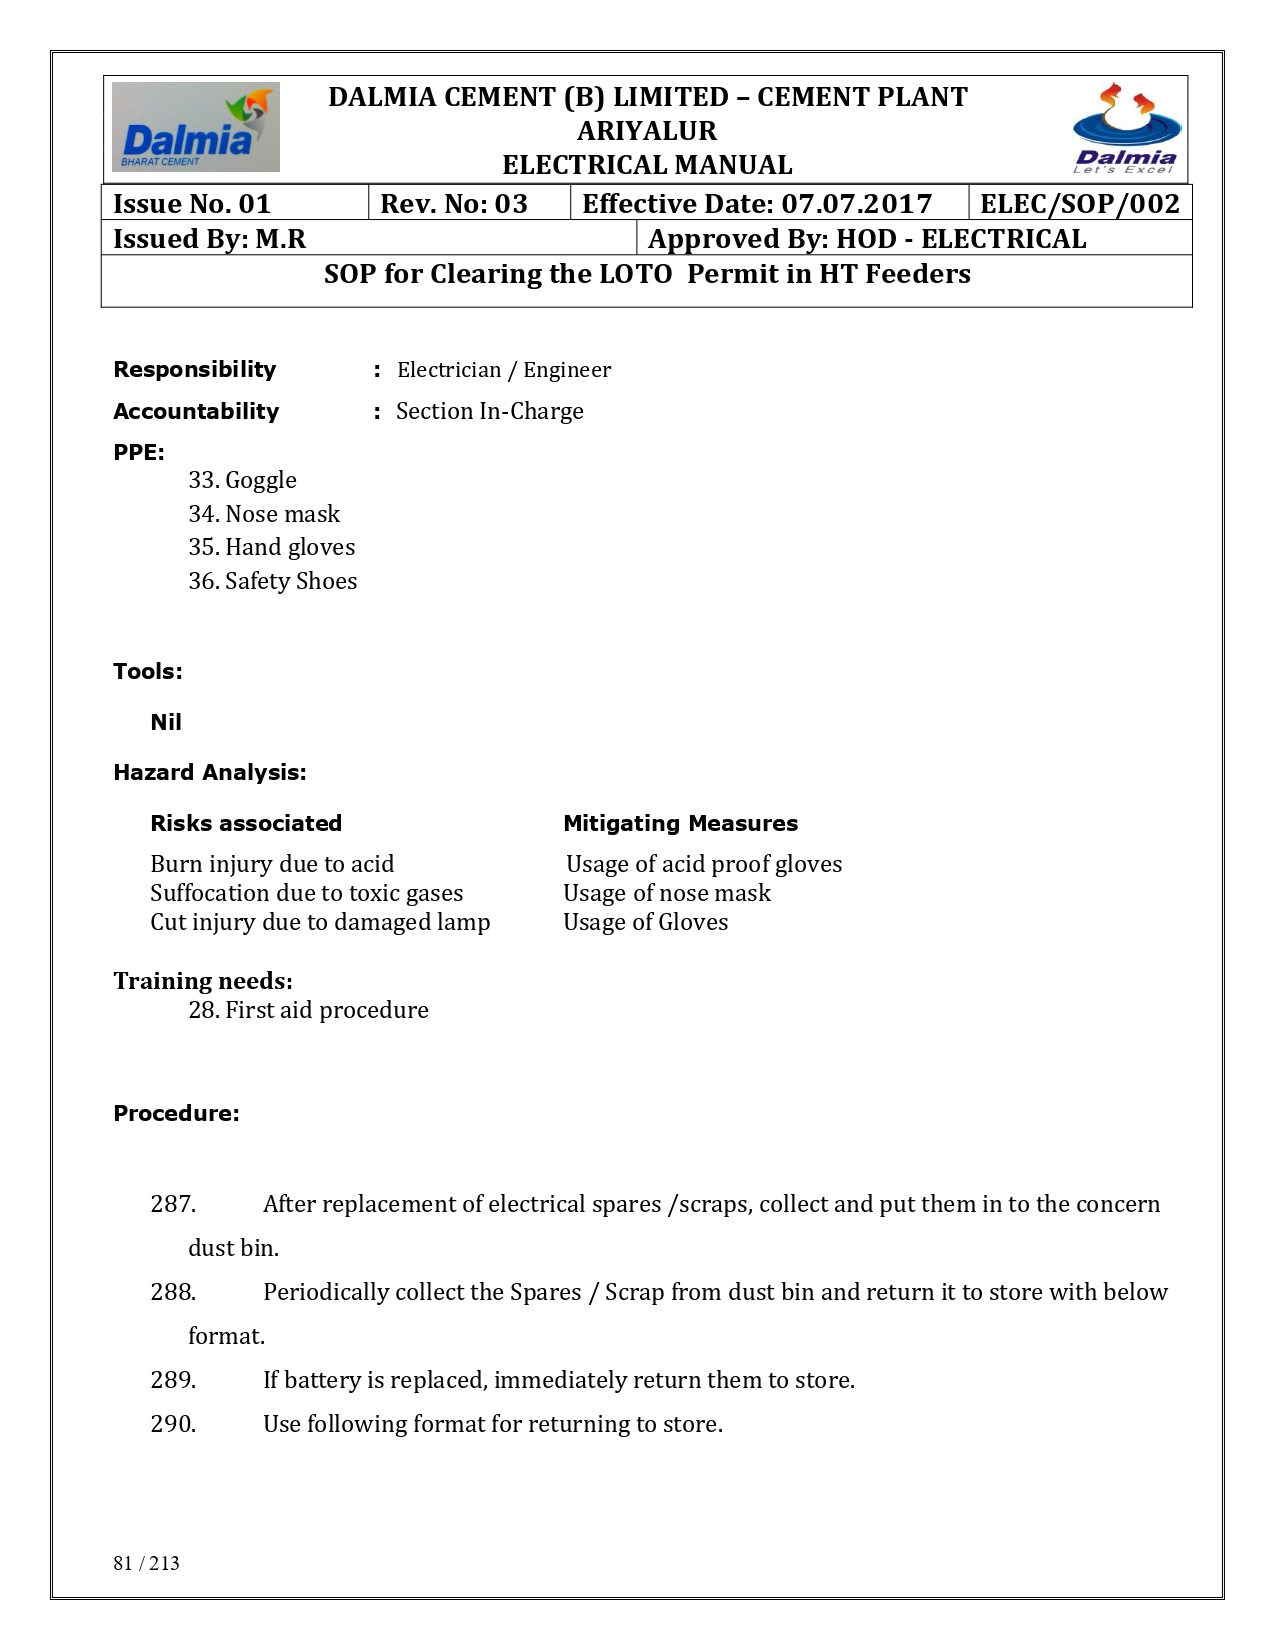 Dalmia
BHARAT CEMENT
DALMIA CEMENT (B) LIMITED – CEMENT PLANT
ARIYALUR
ELECTRICAL MANUAL
Dalmia
Let's Excel
Issue No. 01 Rev. No: 03 Effective Date: 07.07.2017 ELEC/SOP/002
Issued By: M.R Approved By: HOD - ELECTRICAL
SOP for Clearing the LOTO Permit in HT Feeders
Responsibility : Electrician / Engineer
Accountability : Section In-Charge
PPE:
33. Goggle
34. Nose mask
35. Hand gloves
36. Safety Shoes
Tools:
Nil
Hazard Analysis:
Risks associated Mitigating Measures
Burn injury due to acid Usage of acid proof gloves
Suffocation due to toxic gases Usage of nose mask
Cut injury due to damaged lamp Usage of Gloves
Training needs:
28. First aid procedure
Procedure:
287. After replacement of electrical spares /scraps, collect and put them in to the concern
dust bin.
288. Periodically collect the Spares / Scrap from dust bin and return it to store with below
format.
289. If battery is replaced, immediately return them to store.
290. Use following format for returning to store.
81 / 213